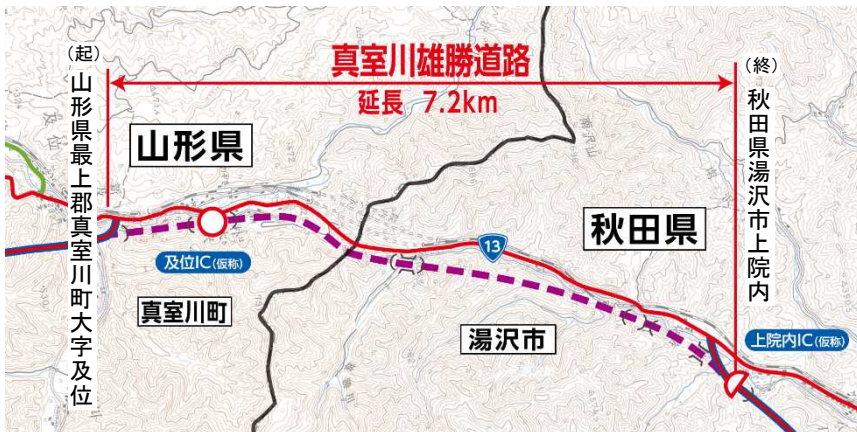 真室川雄勝道路
延長 7.2km
(起)
山形県最上郡真室川町大字及位
(終)
秋田県湯沢市上院内
山形県
秋田県
13
及位IC(仮称)
真室川町
湯沢市
上院内IC(仮称)
及位